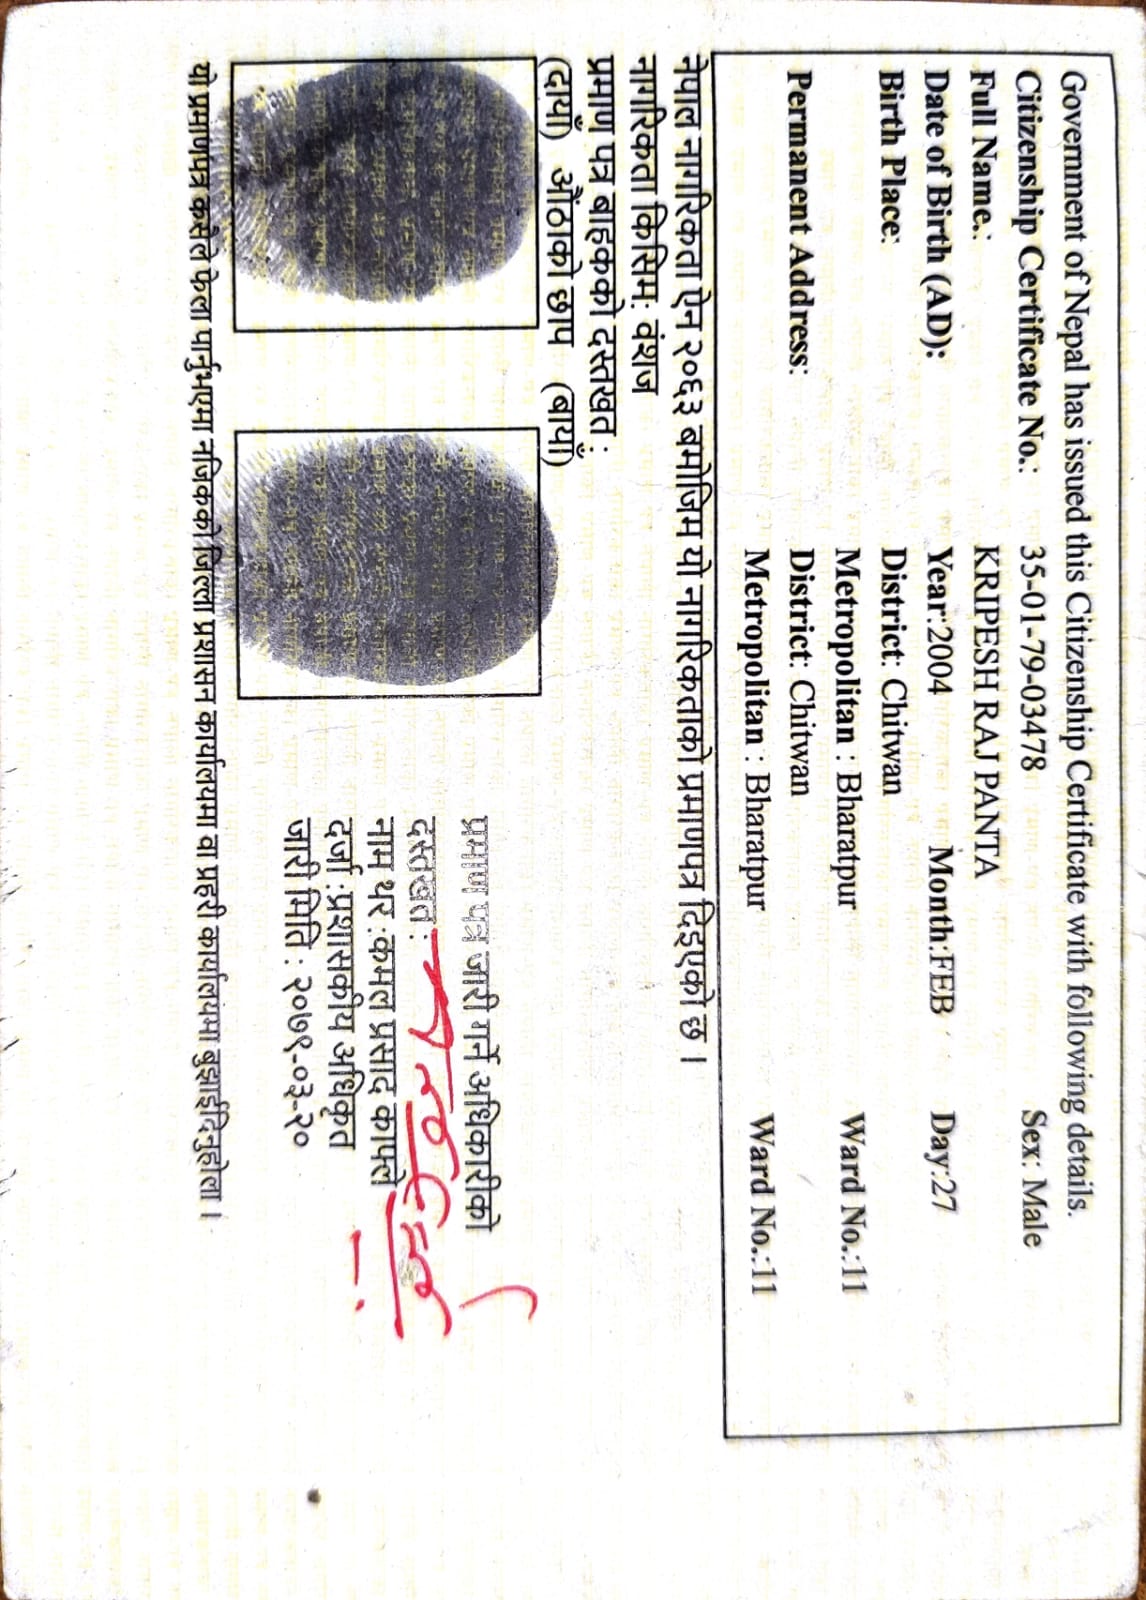 Government of Nepal has issued this Citizenship Certificate with following details.
Citizenship Certificate No.: 35-01-79-03478 Sex: Male
Full Name.: KRIPESH RAJ PANTA
Date of Birth (AD): Year:2004 Month:FEB Day:27
Birth Place: District: Chitwan
Metropolitan : Bharatpur Ward No.:11
Permanent Address: District: Chitwan
Metropolitan : Bharatpur Ward No.:11
नेपाल नागरिकता ऐन २०६३ बमोजिम यो नागरिकताको प्रमाणपत्र दिइएको छ ।
नागरिकता किसिम: वंशज
प्रमाण पत्र बाहकको दस्तखत :
(दायाँ) औंठाको छाप (बायाँ)
प्रमाण पत्र जारी गर्ने अधिकारीको
दस्तखत :
नाम थर :कमल प्रसाद काफ्ले
दर्जा :प्रशासकीय अधिकृत
जारी मिति : २०७९-०३-२०
यो प्रमाणपत्र कसैले फेला पार्नुभएमा नजिकको जिल्ला प्रशासन कार्यालयमा वा प्रहरी कार्यालयमा बुझाईदिनुहोला ।